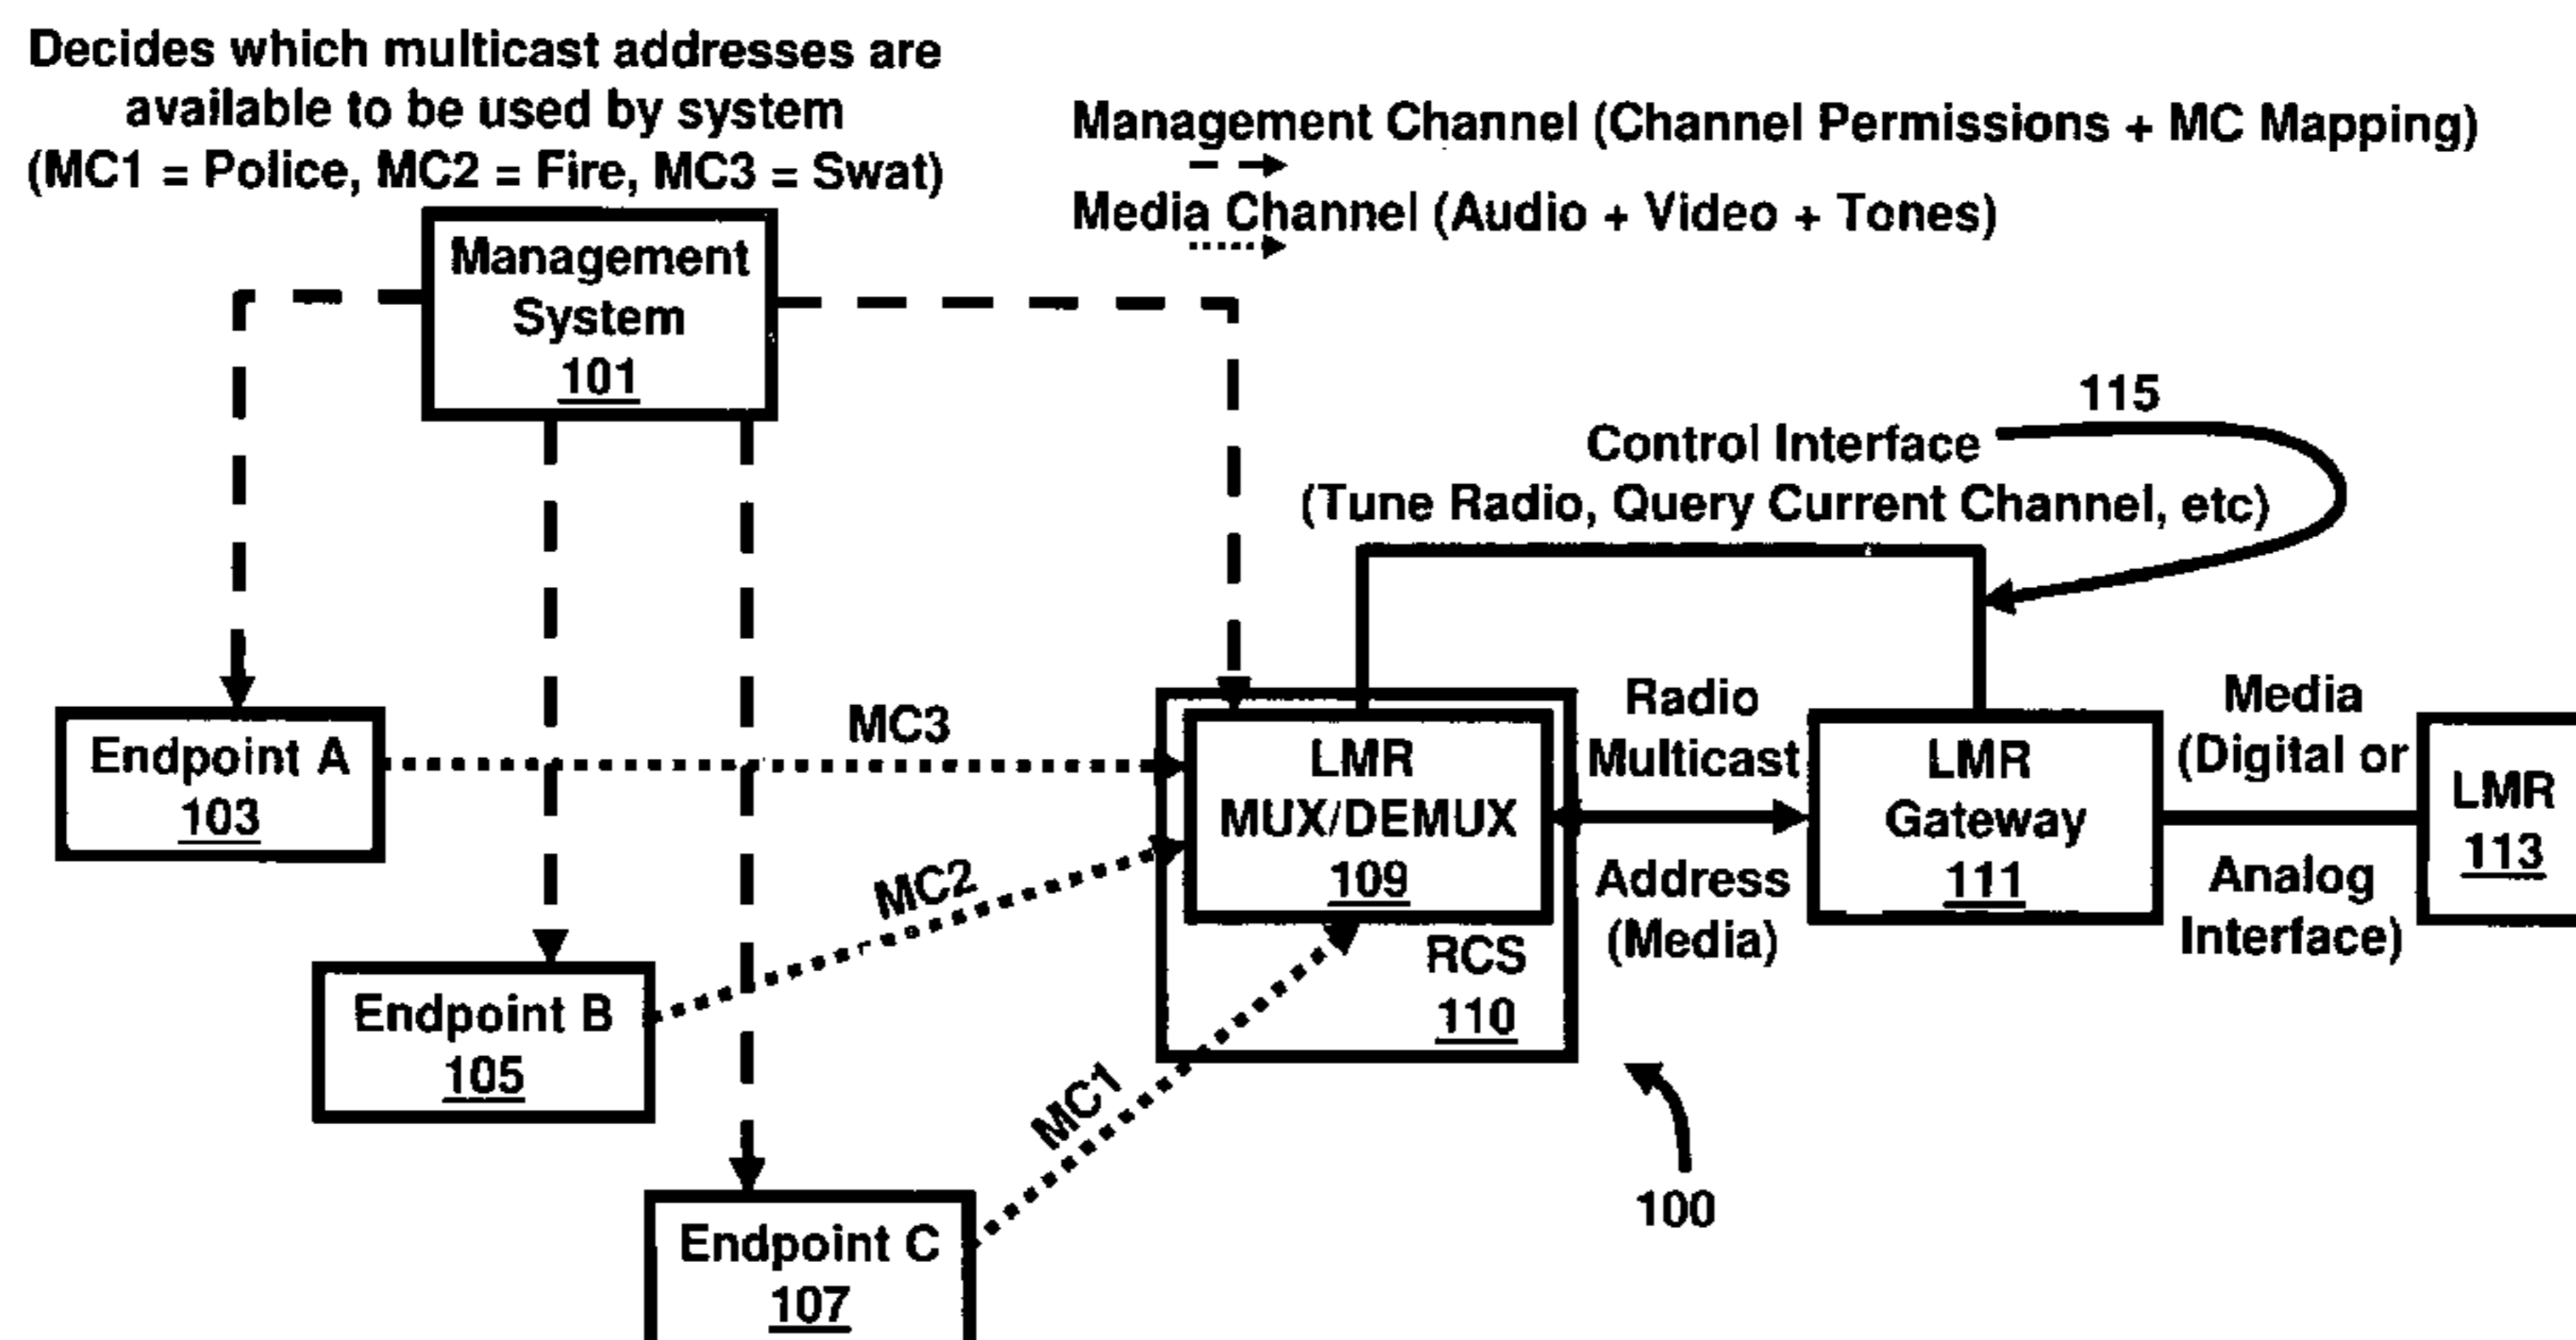 Decides which multicast addresses are
available to be used by system
(MC1 = Police, MC2 = Fire, MC3 = Swat)
Management Channel (Channel Permissions + MC Mapping)
Media Channel (Audio + Video + Tones)
Management
System
101
115
Control Interface
(Tune Radio, Query Current Channel, etc)
Endpoint A
103
MC3
LMR
MUX/DEMUX
109
RCS
110
Radio
Multicast
Address
(Media)
LMR
Gateway
111
Media
(Digital or
Analog
Interface)
LMR
113
MC2
Endpoint B
105
MC1
100
Endpoint C
107